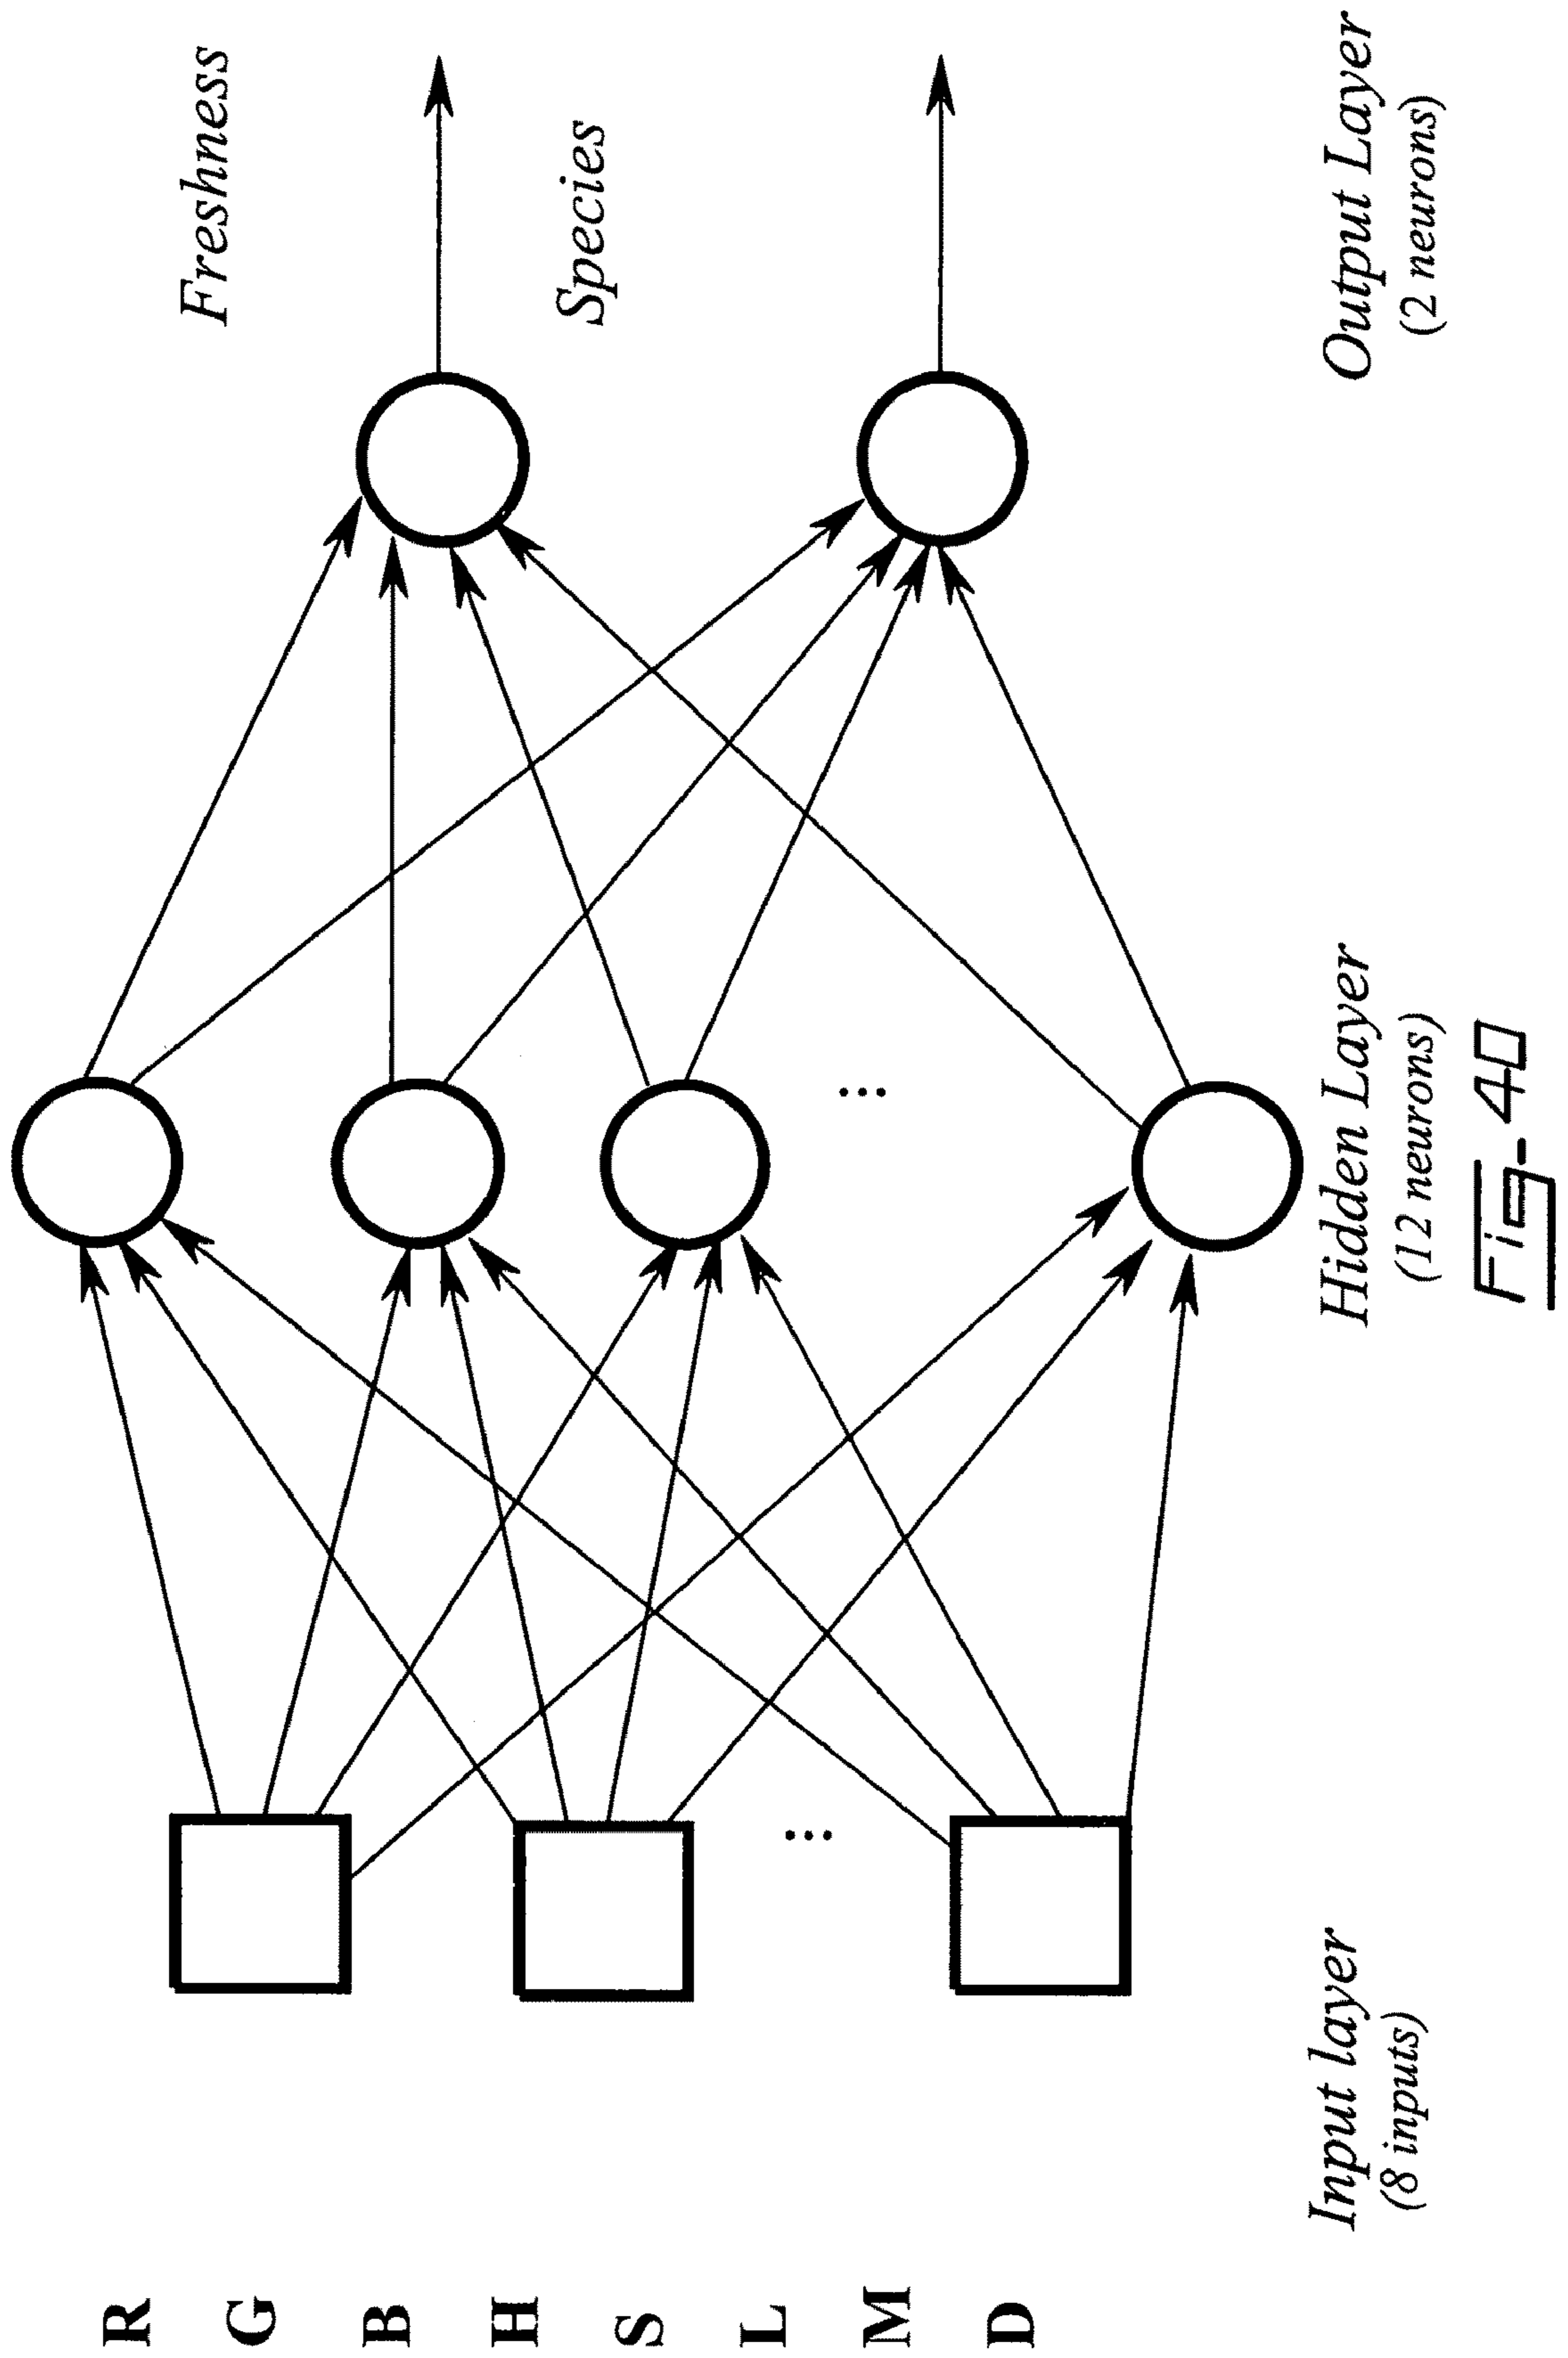 Freshness
Species
R
G
B
H
S
L
M
D
...
...
Input layer
(8 inputs)
Hidden Layer
(12 neurons)
Output Layer
(2 neurons)
Fig-40